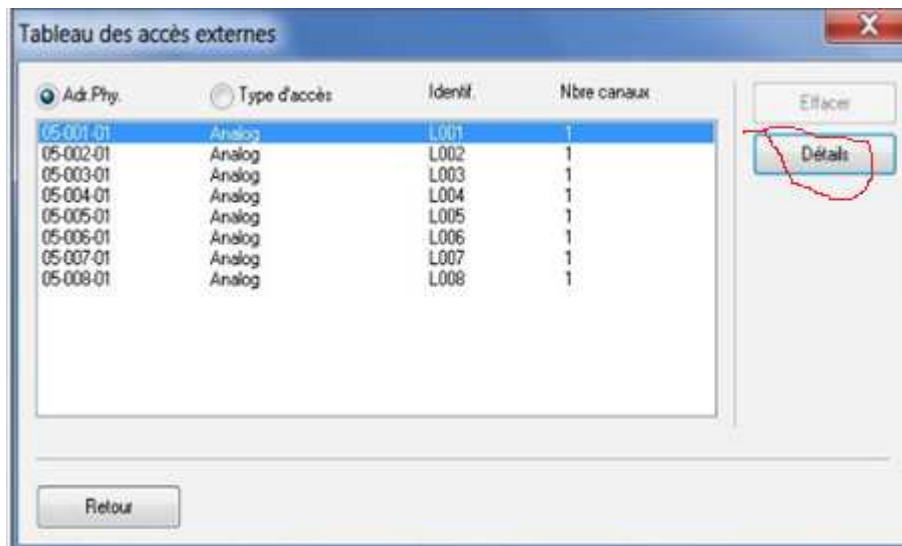 Tableau des accès externes
Adr.Phy. Type d'accès Identif. Nbre canaux
Effacer
05-001-01 Analog L001 1
Détails
05-002-01 Analog L002 1
05-003-01 Analog L003 1
05-004-01 Analog L004 1
05-005-01 Analog L005 1
05-006-01 Analog L006 1
05-007-01 Analog L007 1
05-008-01 Analog L008 1
Retour